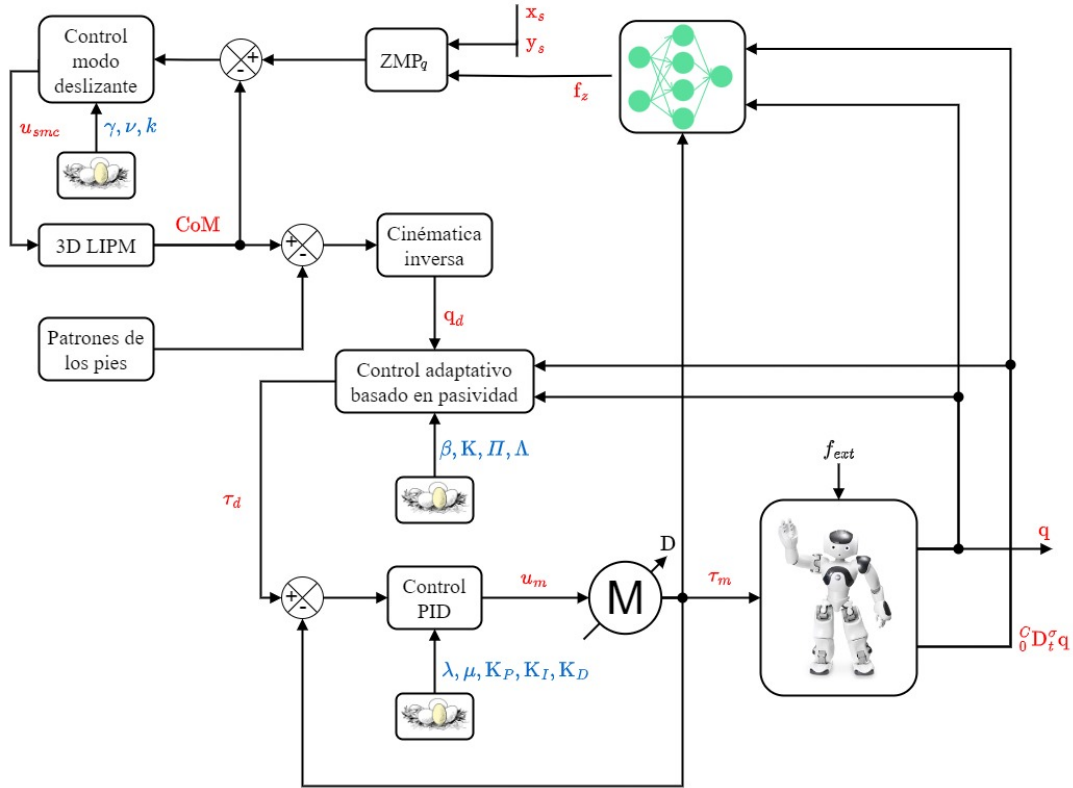 Control
modo
deslizante
+
-
ZMP_q
x_s
y_s
f_z
u_smc
γ, ν, k
3D LIPM
CoM
+
-
Cinématica
inversa
q_d
Patrones de
los pies
Control adaptativo
basado en pasividad
β, K, Π, Λ
τ_d
f_ext
+
-
Control
PID
u_m
M
D
τ_m
q
^C_0 D^σ_t q
λ, μ, K_P, K_I, K_D